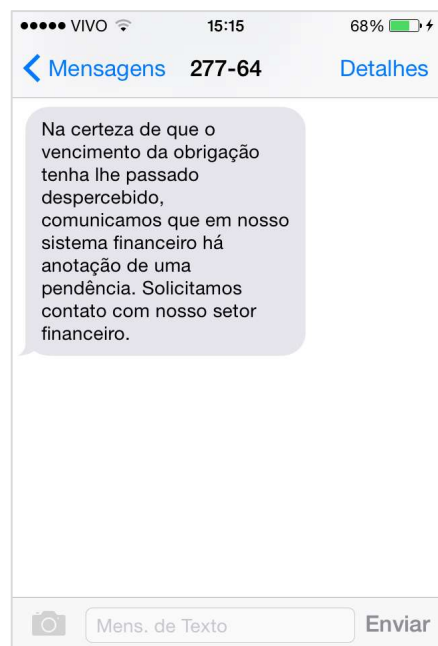 VIVO 15:15 68%
Mensagens 277-64 Detalhes
Na certeza de que o
vencimento da obrigação
tenha lhe passado
despercebido,
comunicamos que em nosso
sistema financeiro há
anotação de uma
pendência. Solicitamos
contato com nosso setor
financeiro.
Mens. de Texto Enviar